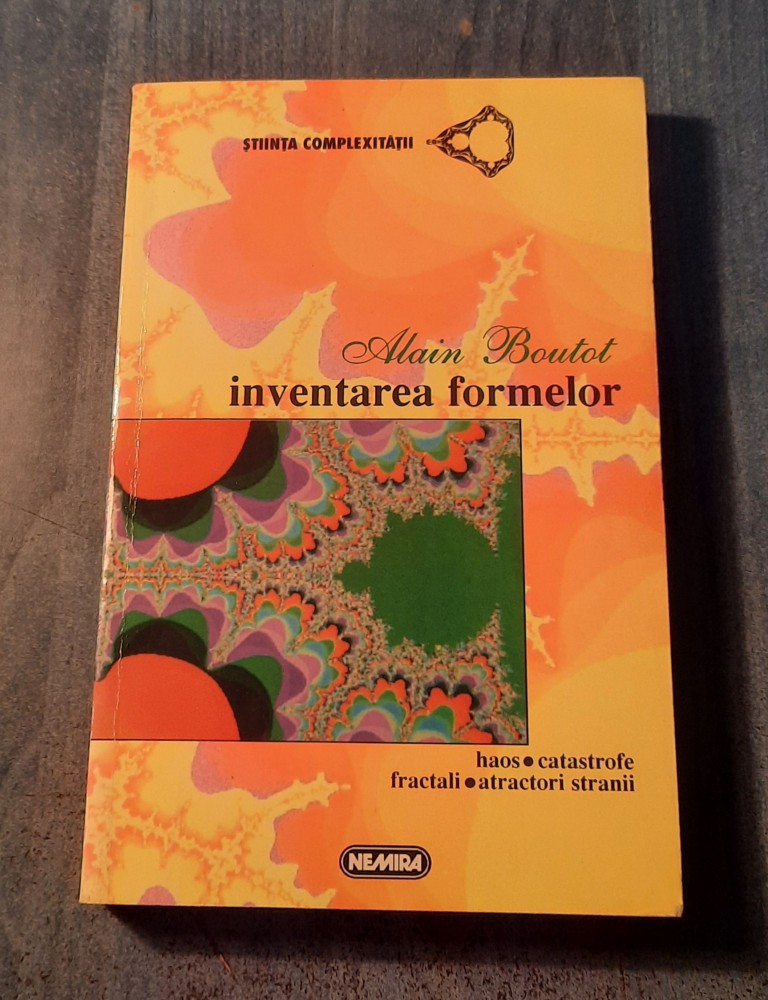 ŞTIINŢA COMPLEXITĂŢII
Alain Boutot
inventarea formelor
haos ● catastrofe
fractali ● atractori stranii
NEMIRA